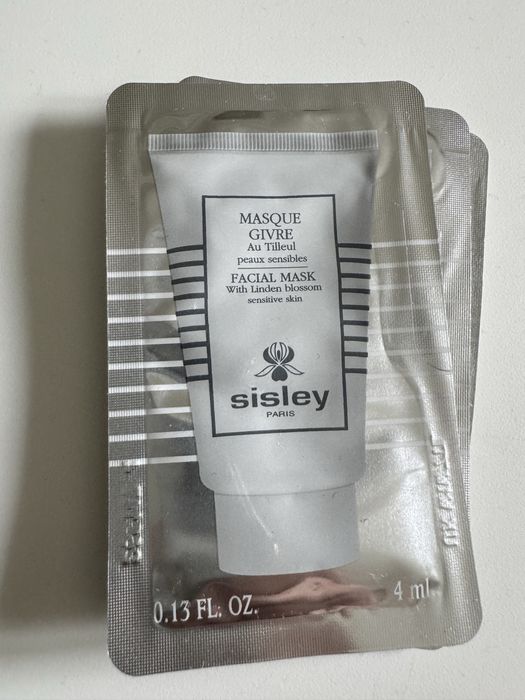 MASQUE
GIVRE
Au Tilleul
peaux sensibles
FACIAL MASK
With Linden blossom
sensitive skin
sisley
PARIS
0.13 FL. OZ.
4 ml.